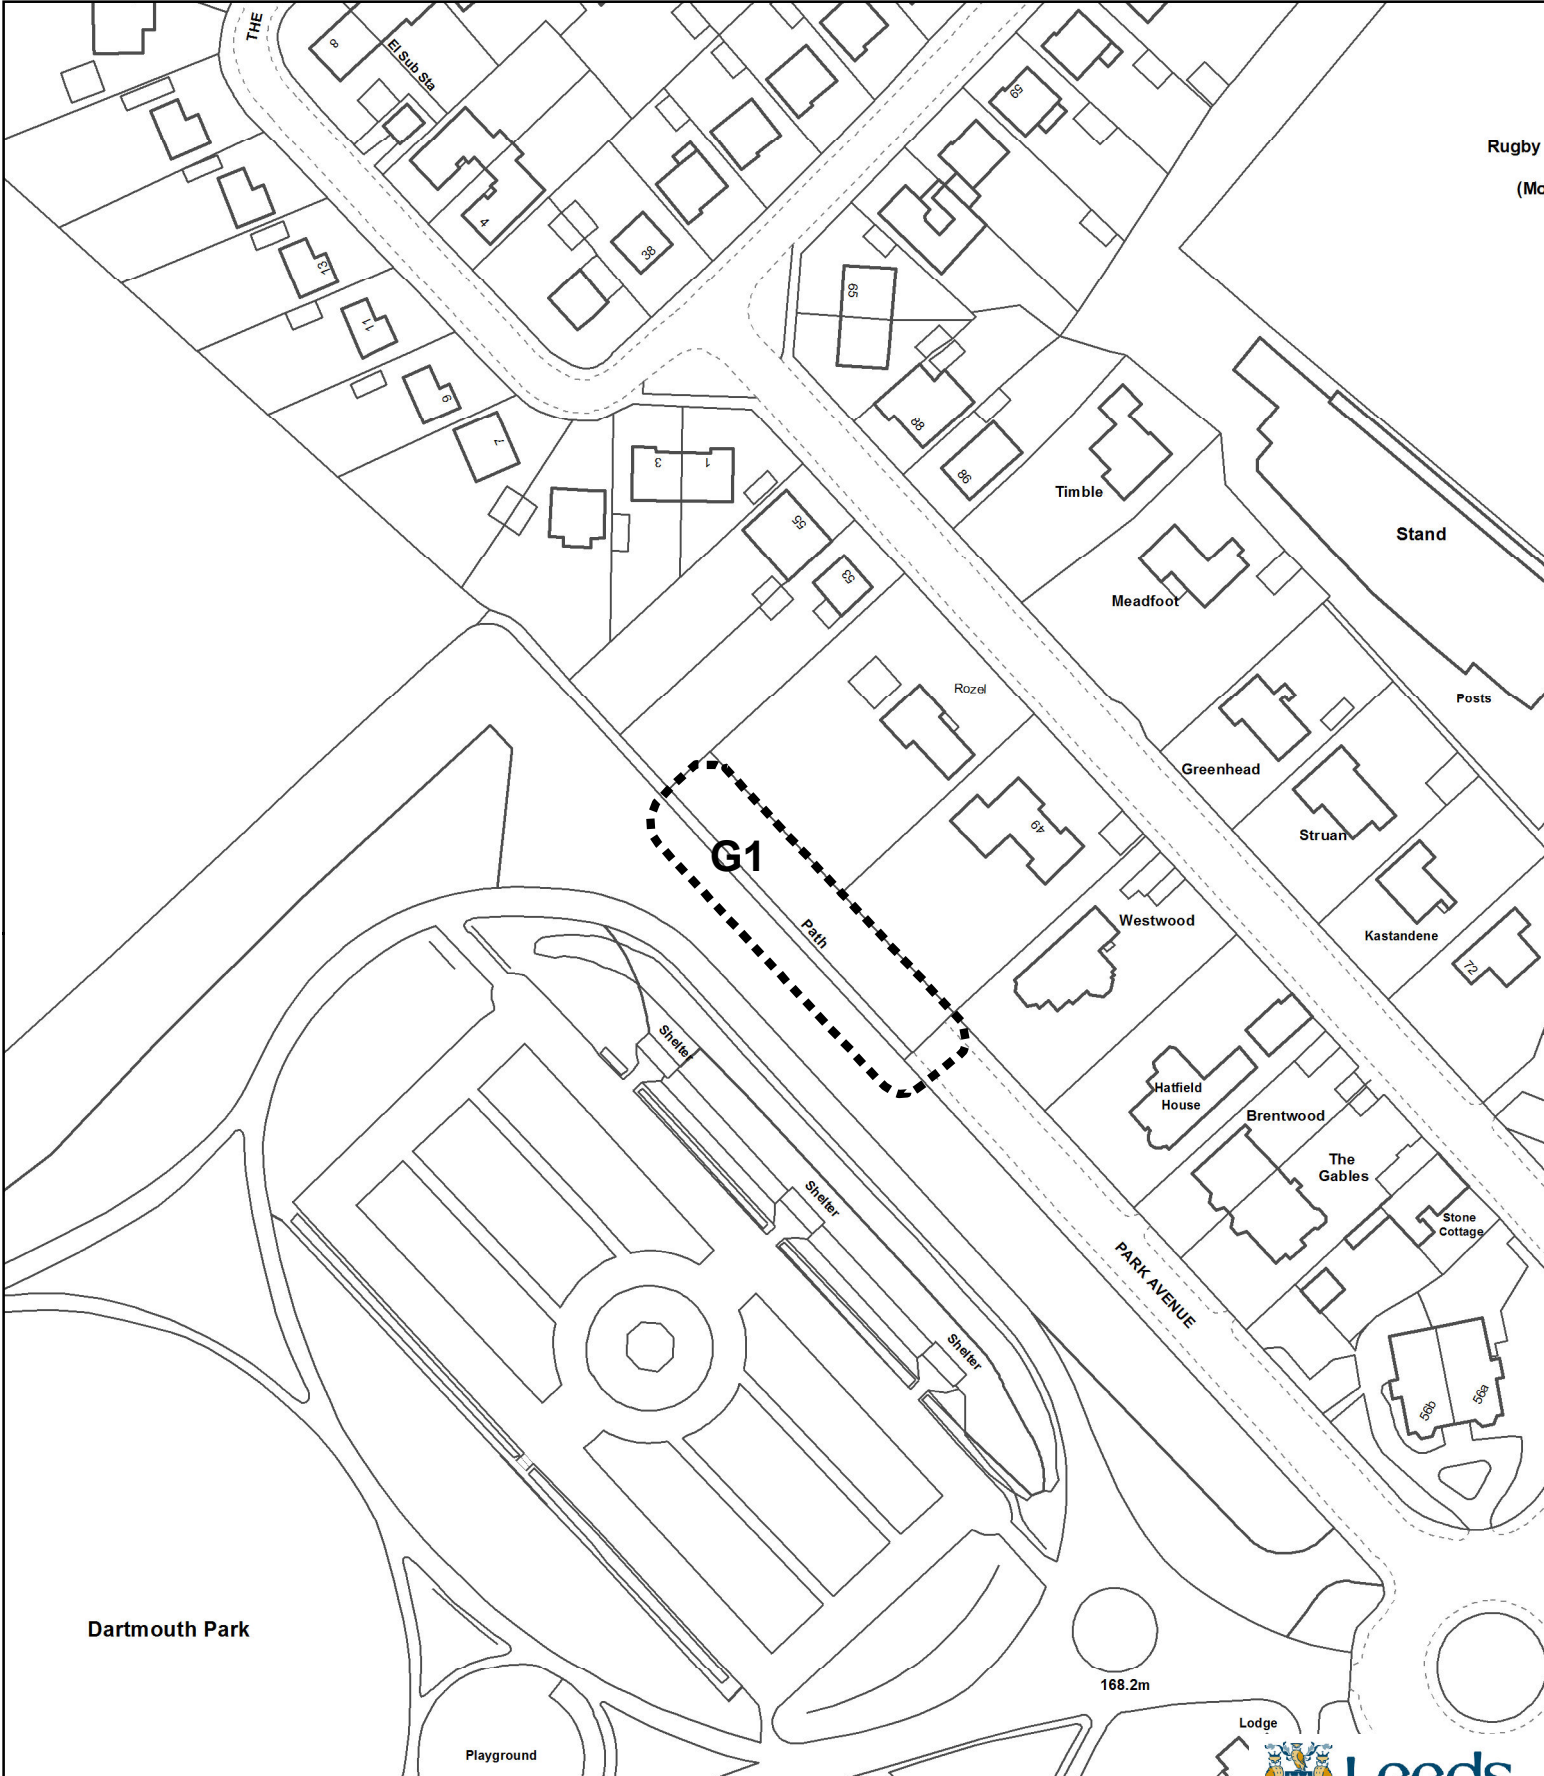 THE
8
El Sub Sta
59
Rugby
(Mo
4
38
13
11
9
7
65
88
86
3
1
55
53
Timble
Stand
Meadfoot
Rozel
Posts
Greenhead
49
Struan
G1
Path
Westwood
Kastandene
72
Shelter
Hatfield
House
Brentwood
The
Gables
Shelter
Stone
Cottage
PARK AVENUE
Shelter
56b
56a
Dartmouth Park
168.2m
Lodge
Playground
Leeds